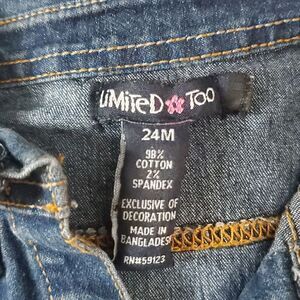 LiMiTeD TOO
24M
98%
COTTON
2%
SPANDEX
EXCLUSIVE OF
DECORATION
MADE IN
BANGLADESH
RN#59123